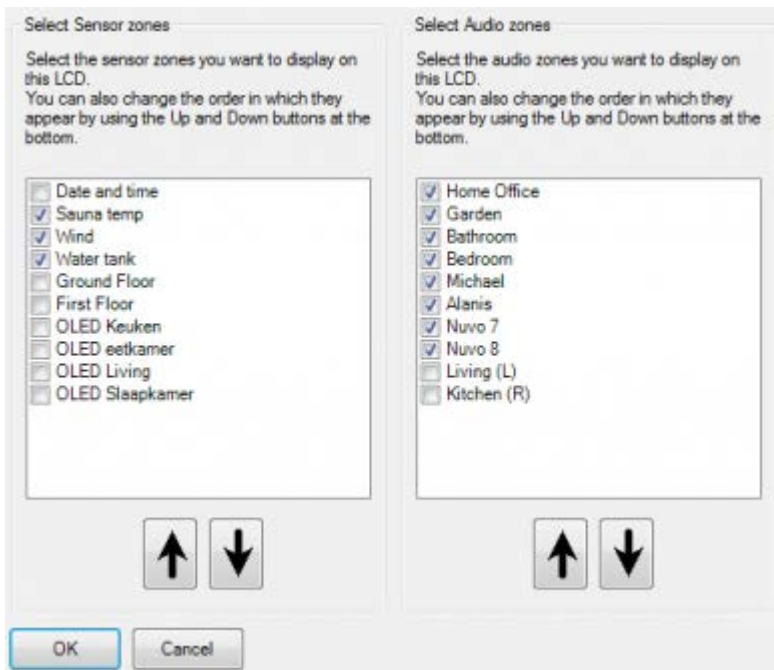 Select Sensor zones
Select the sensor zones you want to display on
this LCD.
You can also change the order in which they
appear by using the Up and Down buttons at the
bottom.
Date and time
Sauna temp
Wind
Water tank
Ground Floor
First Floor
OLED Keuken
OLED eetkamer
OLED Living
OLED Slaapkamer
Select Audio zones
Select the audio zones you want to display on
this LCD.
You can also change the order in which they
appear by using the Up and Down buttons at the
bottom.
Home Office
Garden
Bathroom
Bedroom
Michael
Alanis
Nuvo 7
Nuvo 8
Living (L)
Kitchen (R)
OK
Cancel